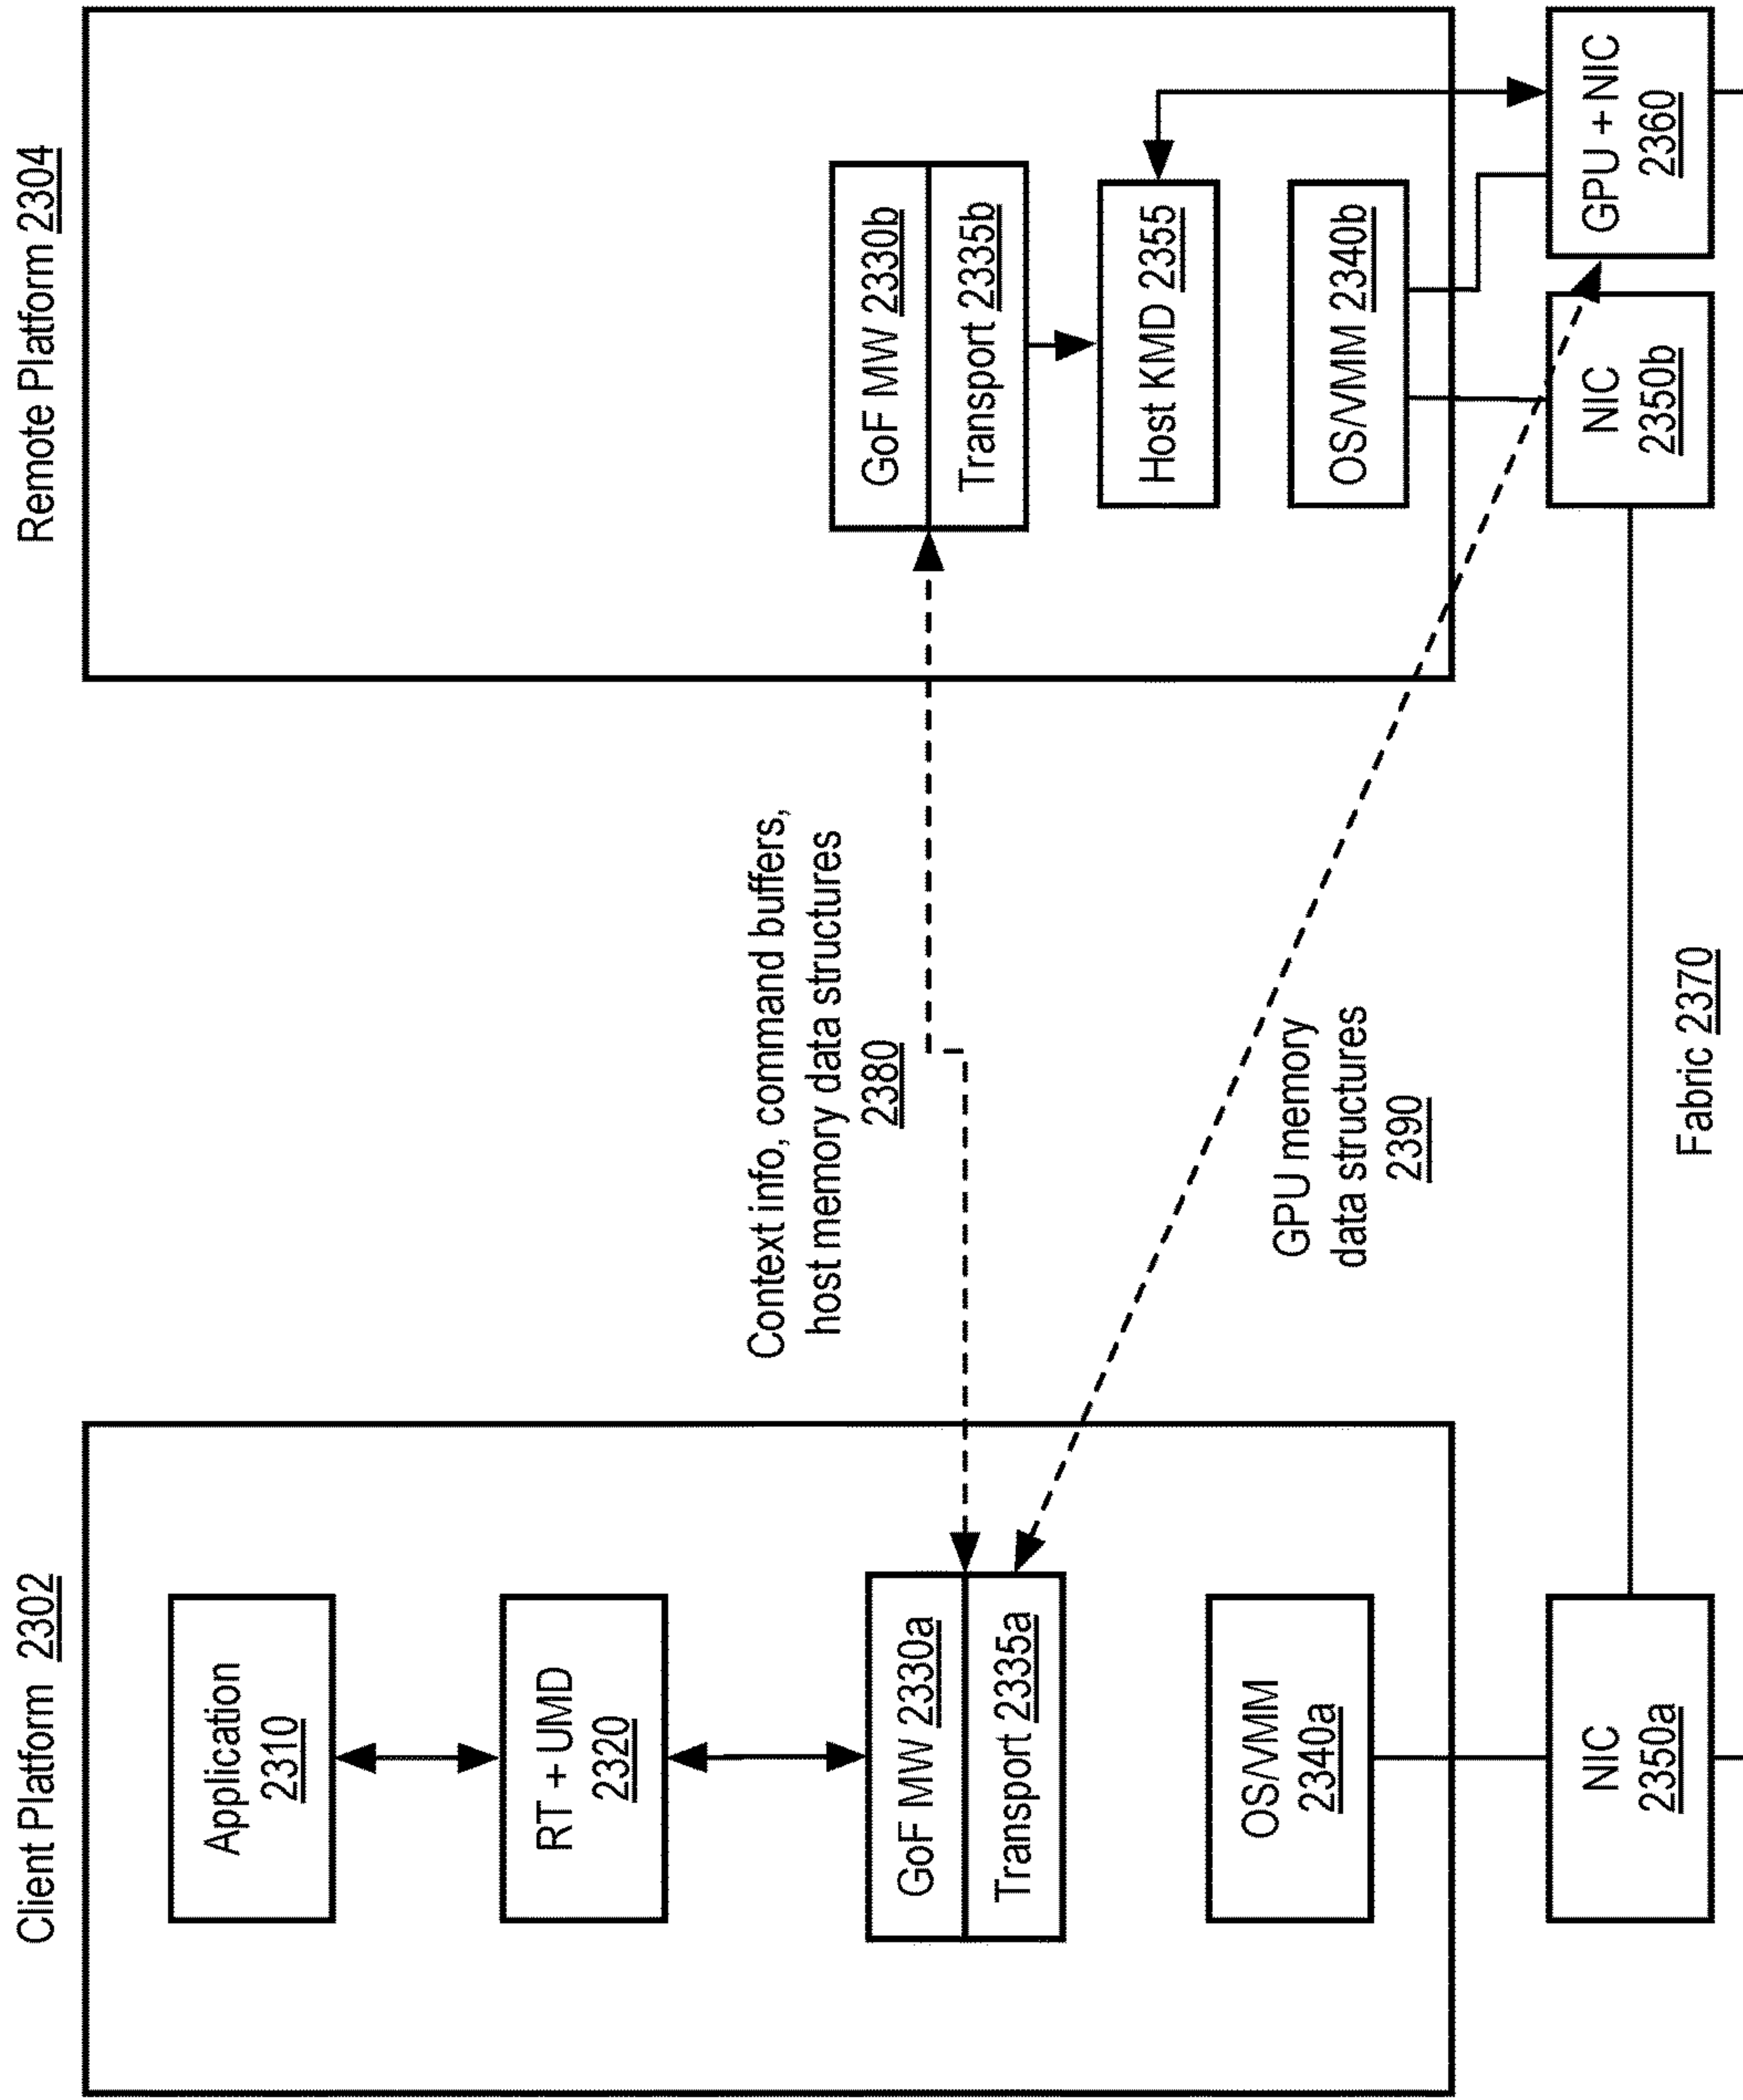 Client Platform 2302
Application
2310
RT + UMD
2320
GoF MW 2330a
Transport 2335a
OS/VMM
2340a
NIC
2350a
Context info, command buffers,
host memory data structures
2380
GPU memory
data structures
2390
Fabric 2370
Remote Platform 2304
GoF MW 2330b
Transport 2335b
Host KMD 2355
OS/VMM 2340b
NIC
2350b
GPU + NIC
2360